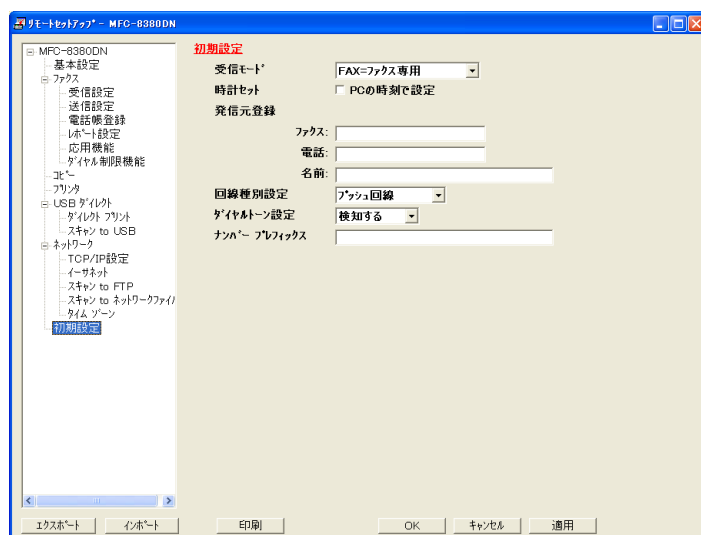 ﾘﾓｰﾄｾｯﾄｱｯﾌﾟ - MFC-8380DN
MFC-8380DN
基本設定
ﾌｧｸｽ
受信設定
送信設定
電話帳登録
ﾚﾎﾟｰﾄ設定
応用機能
ﾀﾞｲﾔﾙ制限機能
ｺﾋﾟｰ
ﾌﾟﾘﾝﾀ
USB ﾀﾞｲﾚｸﾄ
ﾀﾞｲﾚｸﾄ ﾌﾟﾘﾝﾄ
ｽｷｬﾝ to USB
ﾈｯﾄﾜｰｸ
TCP/IP設定
ｲｰｻﾈｯﾄ
ｽｷｬﾝ to FTP
ｽｷｬﾝ to ﾈｯﾄﾜｰｸﾌｧｲﾙ
ﾀｲﾑ ｿﾞｰﾝ
初期設定
初期設定
受信ﾓｰﾄﾞ FAX=ﾌｧｸｽ専用
時計ｾｯﾄ PCの時刻で設定
発信元登録
ﾌｧｸｽ:
電話:
名前:
回線種別設定 ﾌﾟｯｼｭ回線
ﾀﾞｲﾔﾙﾄｰﾝ設定 検知する
ﾅﾝﾊﾞｰ ﾌﾟﾚﾌｨｯｸｽ
ｴｸｽﾎﾟｰﾄ ｲﾝﾎﾟｰﾄ 印刷 OK ｷｬﾝｾﾙ 適用